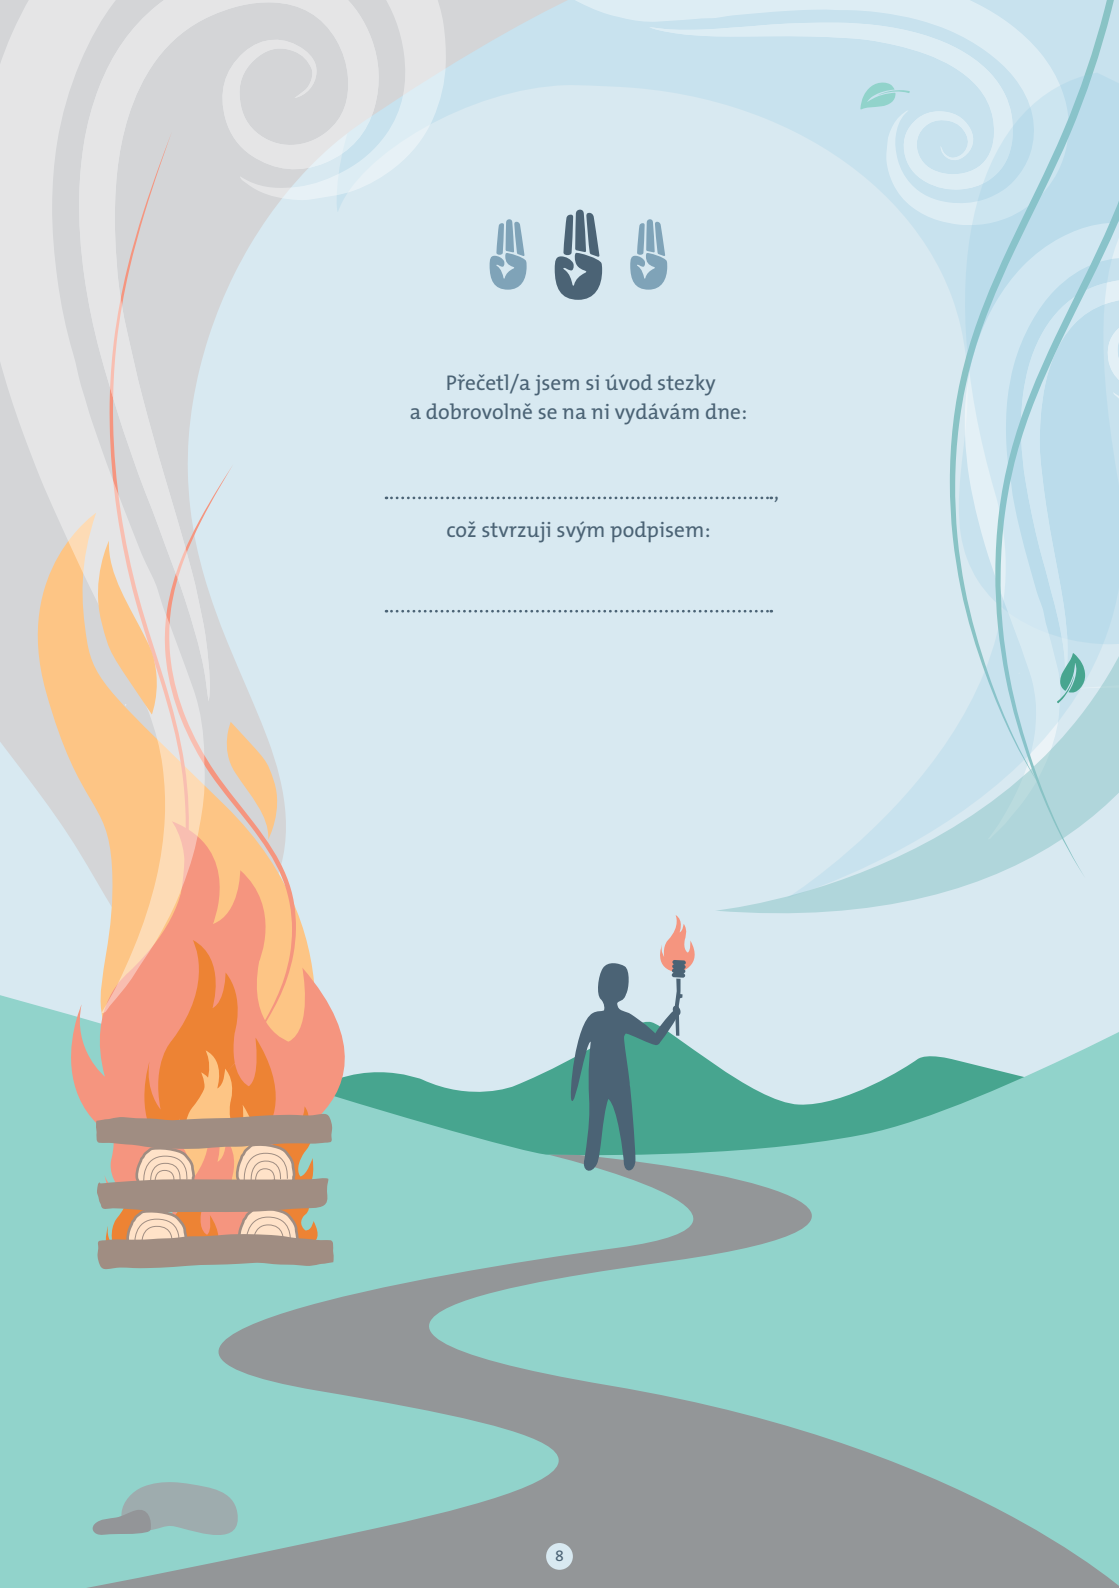 Přečetl/a jsem si úvod stezky
a dobrovolně se na ni vydávám dne:
......................................................................,
což stvrzuji svým podpisem:
......................................................................
8